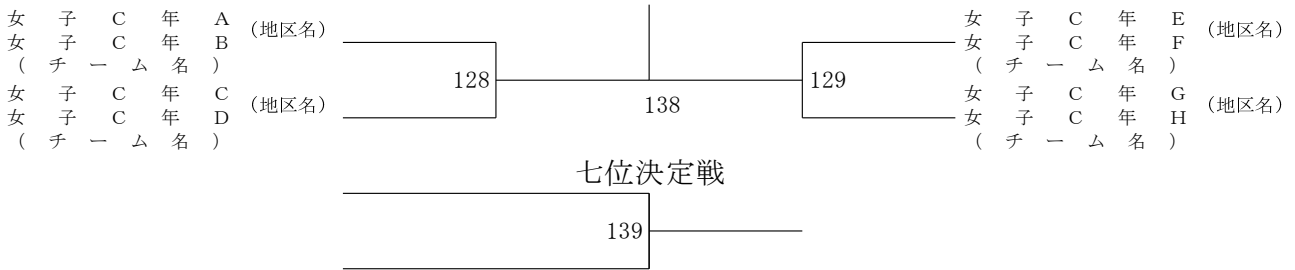 女子C年A
女子C年B
(チーム名)
(地区名)
女子C年C
女子C年D
(チーム名)
(地区名)
128
138
129
女子C年E
女子C年F
(チーム名)
(地区名)
女子C年G
女子C年H
(チーム名)
(地区名)
七位決定戦
139